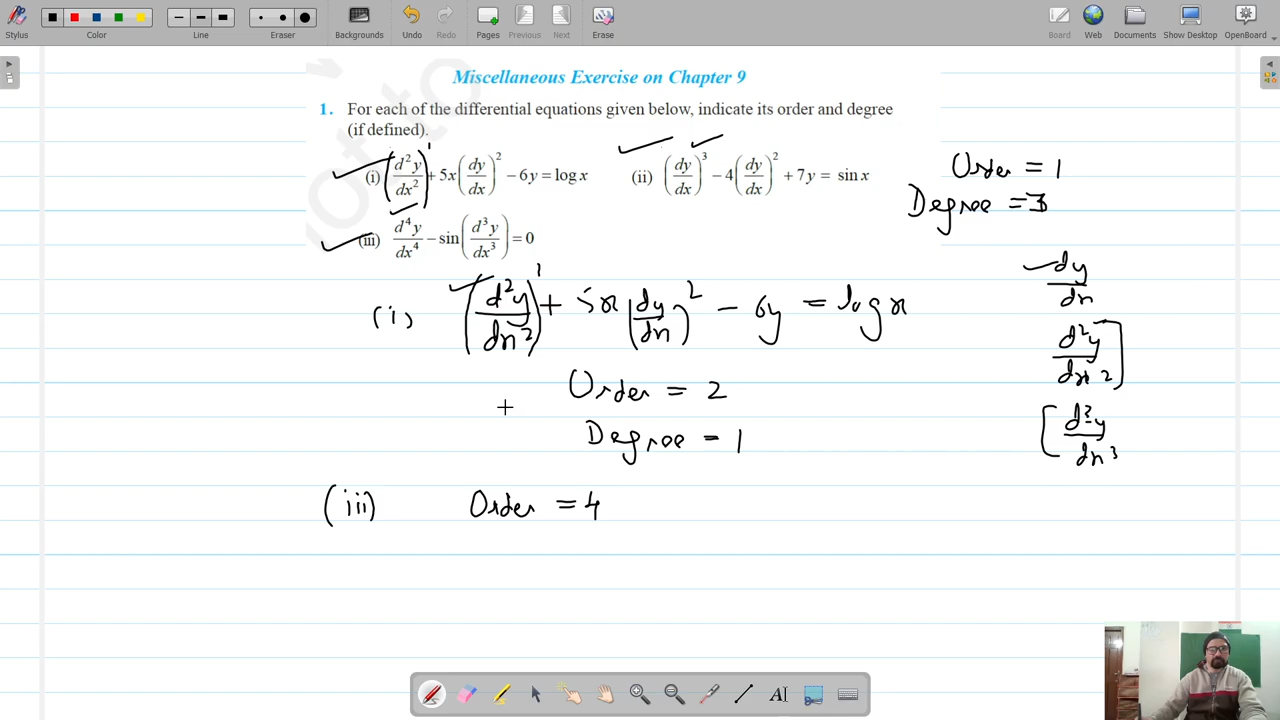 Stylus Color Line Eraser Backgrounds Undo Redo Pages Previous Next Erase Board Web Documents Show Desktop OpenBoard
Miscellaneous Exercise on Chapter 9
1. For each of the differential equations given below, indicate its order and degree
(if defined).
(i) (d²y/dx²)¹ + 5x(dy/dx)² − 6y = log x (ii) (dy/dx)³ − 4(dy/dx)² + 7y = sin x
(iii) d⁴y/dx⁴ − sin(d³y/dx³) = 0
Order = 1
Degree = 3
(i) (d²y/dx²)¹ + 5x(dy/dx)² − 6y = log x
Order = 2
Degree = 1
(iii) Order = 4
dy/dx
d²y/dx²
d³y/dx³